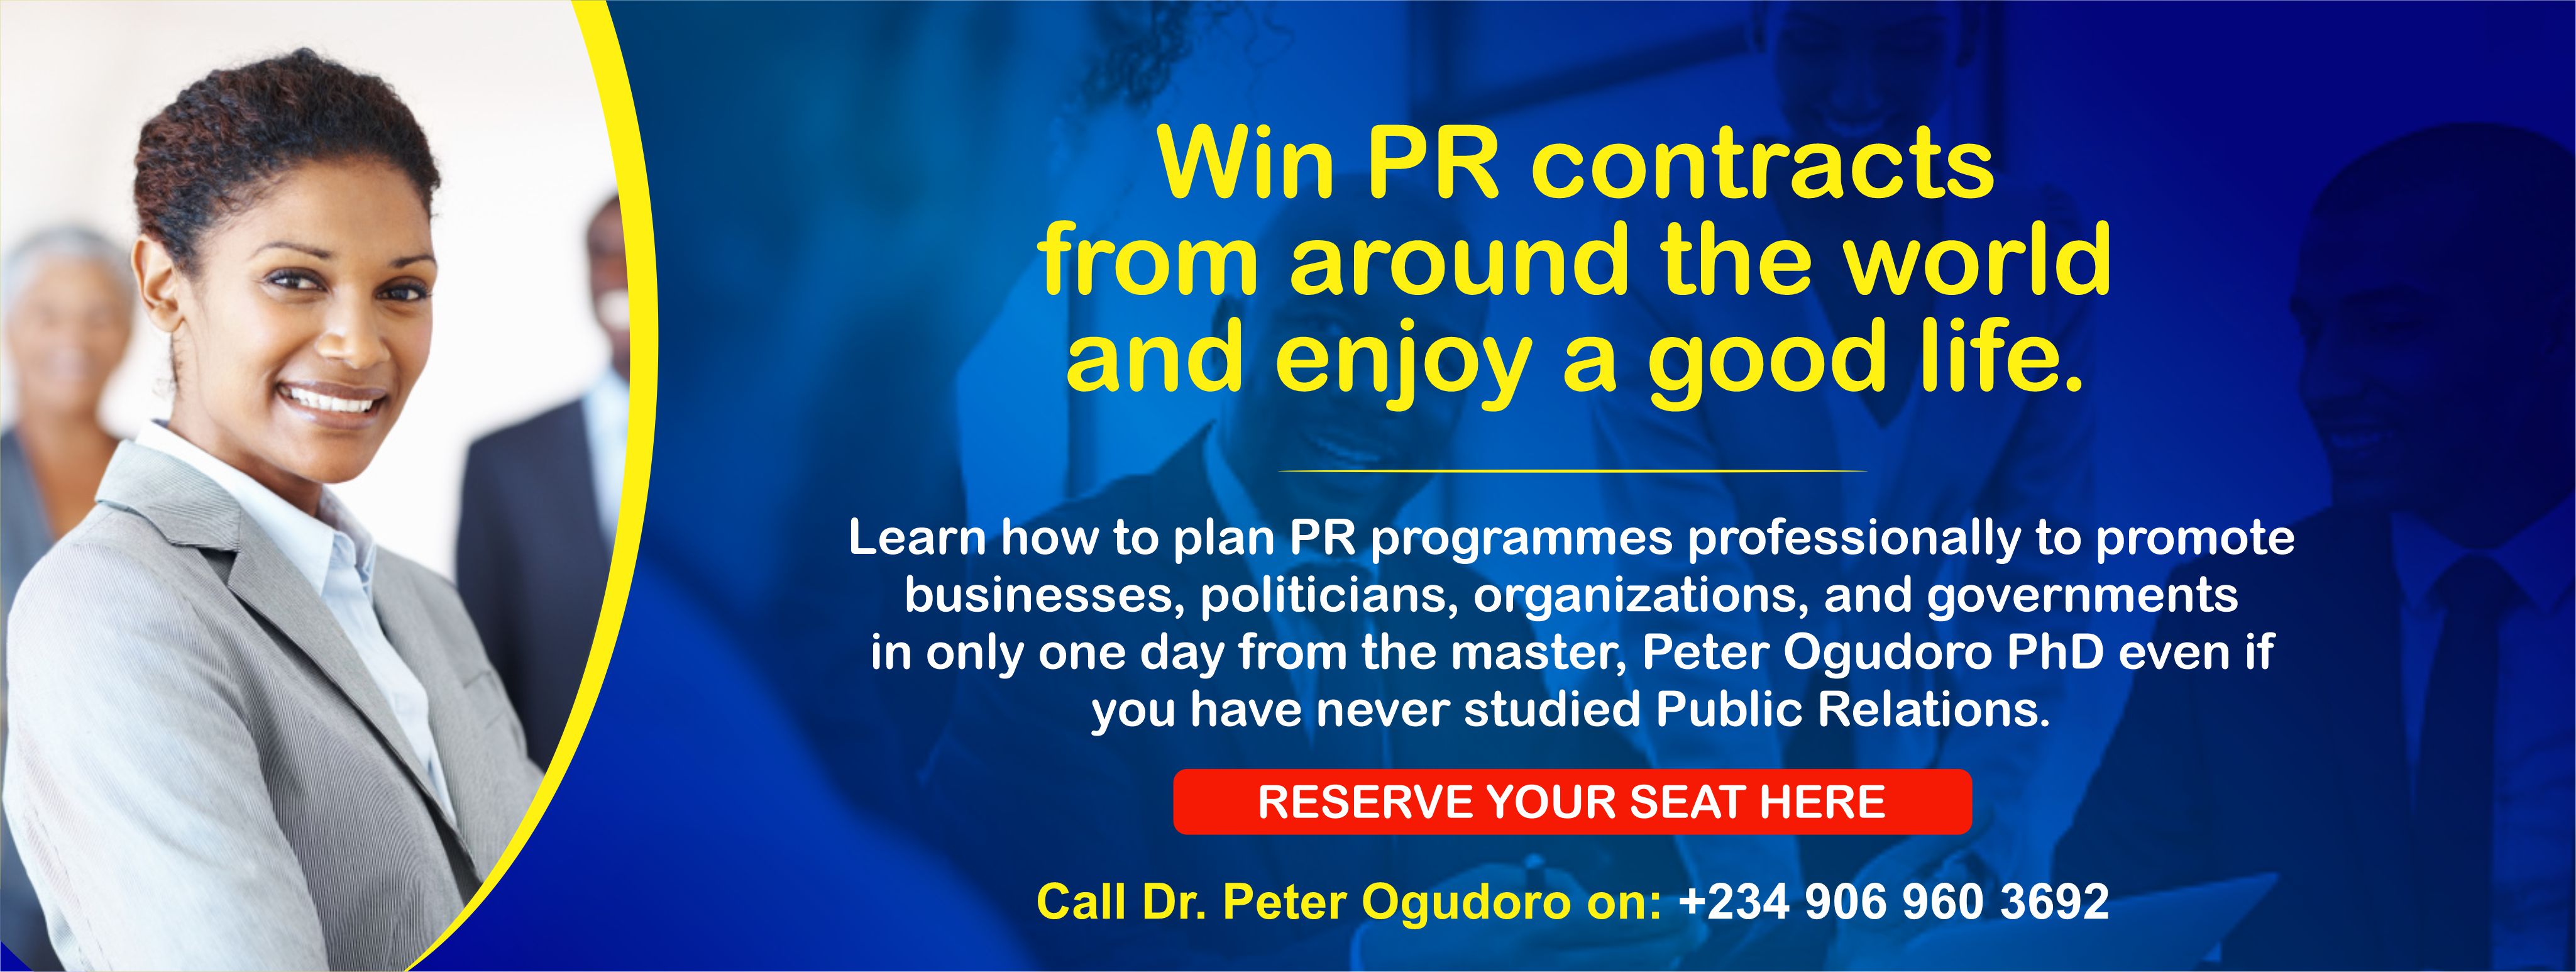 Win PR contracts
from around the world
and enjoy a good life.
Learn how to plan PR programmes professionally to promote
businesses, politicians, organizations, and governments
in only one day from the master, Peter Ogudoro PhD even if
you have never studied Public Relations.
RESERVE YOUR SEAT HERE
Call Dr. Peter Ogudoro on: +234 906 960 3692